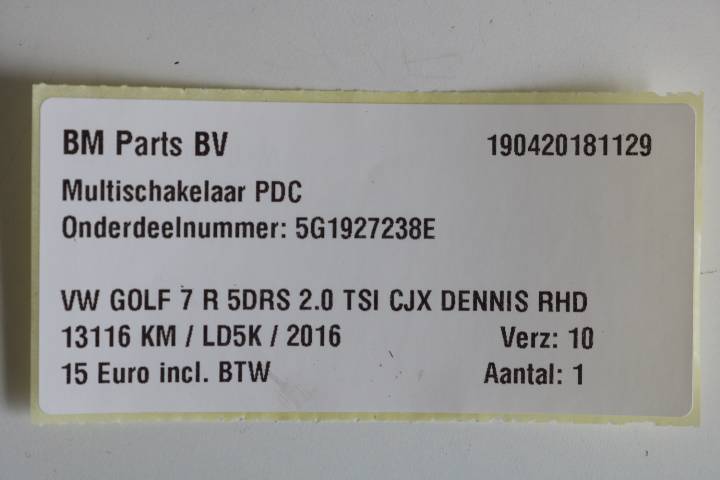 BM Parts BV 190420181129
Multischakelaar PDC
Onderdeelnummer: 5G1927238E
VW GOLF 7 R 5DRS 2.0 TSI CJX DENNIS RHD
13116 KM / LD5K / 2016 Verz: 10
15 Euro incl. BTW Aantal: 1